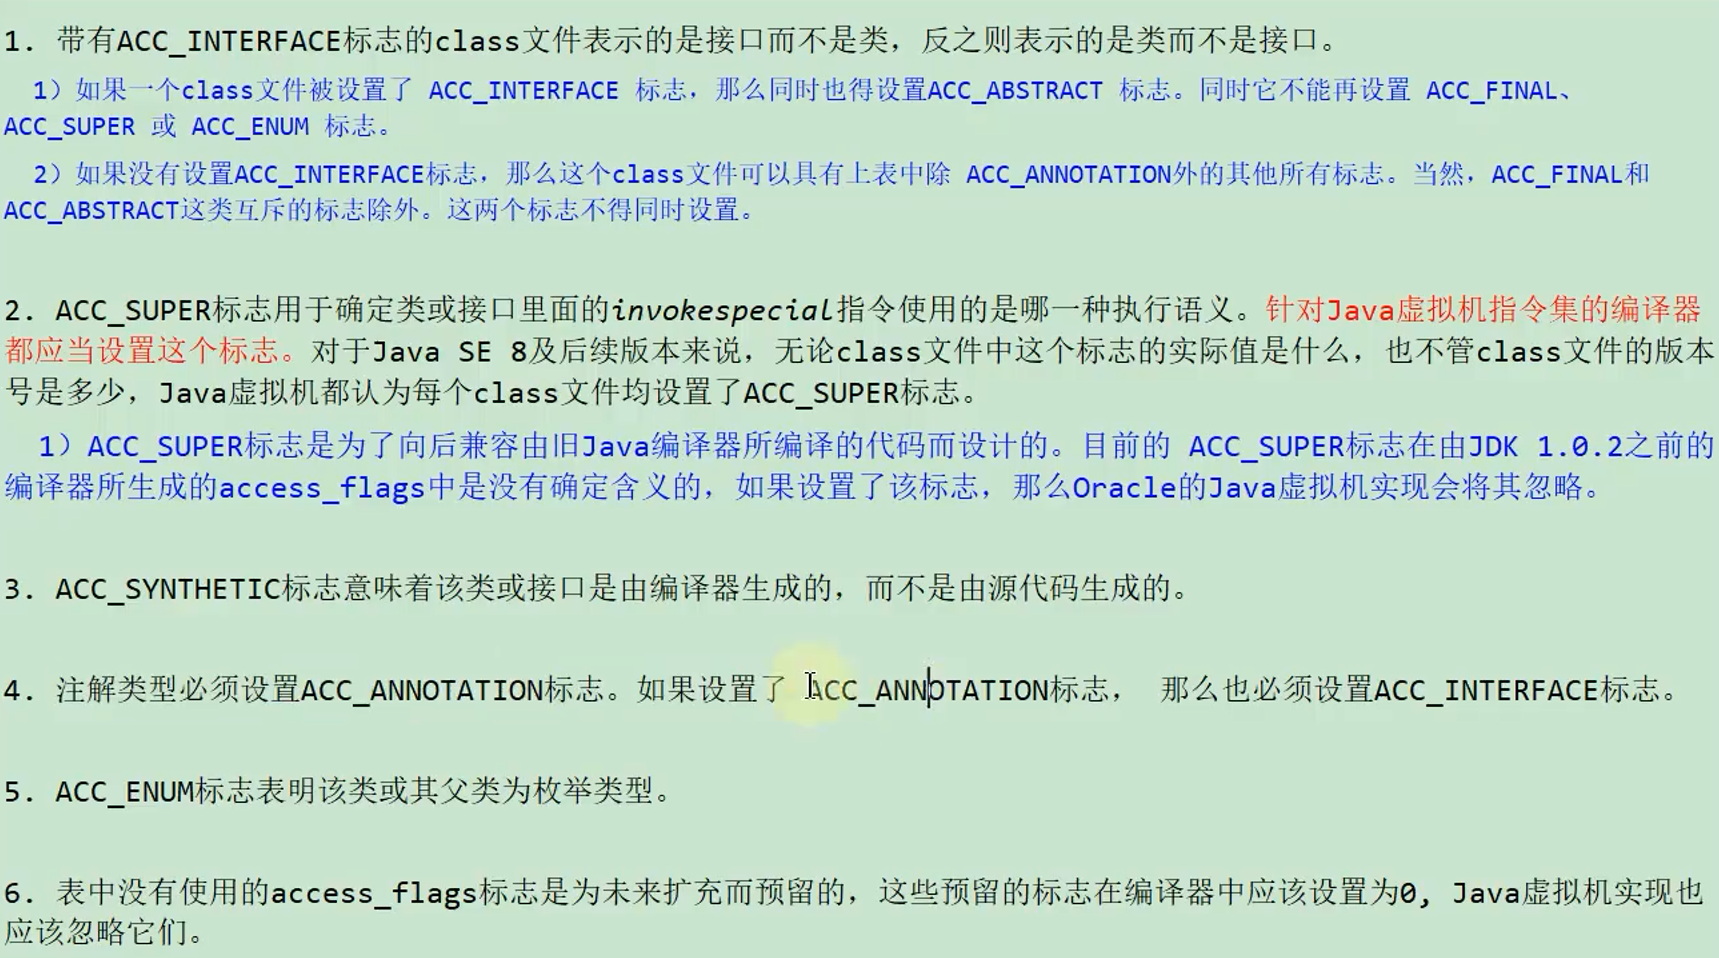 1. 带有ACC_INTERFACE标志的class文件表示的是接口而不是类，反之则表示的是类而不是接口。
1）如果一个class文件被设置了 ACC_INTERFACE 标志，那么同时也得设置ACC_ABSTRACT 标志。同时它不能再设置 ACC_FINAL、
ACC_SUPER 或 ACC_ENUM 标志。
2）如果没有设置ACC_INTERFACE标志，那么这个class文件可以具有上表中除 ACC_ANNOTATION外的其他所有标志。当然，ACC_FINAL和
ACC_ABSTRACT这类互斥的标志除外。这两个标志不得同时设置。
2. ACC_SUPER标志用于确定类或接口里面的invokespecial指令使用的是哪一种执行语义。针对Java虚拟机指令集的编译器
都应当设置这个标志。对于Java SE 8及后续版本来说，无论class文件中这个标志的实际值是什么，也不管class文件的版本
号是多少，Java虚拟机都认为每个class文件均设置了ACC_SUPER标志。
1）ACC_SUPER标志是为了向后兼容由旧Java编译器所编译的代码而设计的。目前的 ACC_SUPER标志在由JDK 1.0.2之前的
编译器所生成的access_flags中是没有确定含义的，如果设置了该标志，那么Oracle的Java虚拟机实现会将其忽略。
3. ACC_SYNTHETIC标志意味着该类或接口是由编译器生成的，而不是由源代码生成的。
4. 注解类型必须设置ACC_ANNOTATION标志。如果设置了 ACC_ANNOTATION标志， 那么也必须设置ACC_INTERFACE标志。
5. ACC_ENUM标志表明该类或其父类为枚举类型。
6. 表中没有使用的access_flags标志是为未来扩充而预留的，这些预留的标志在编译器中应该设置为0, Java虚拟机实现也
应该忽略它们。